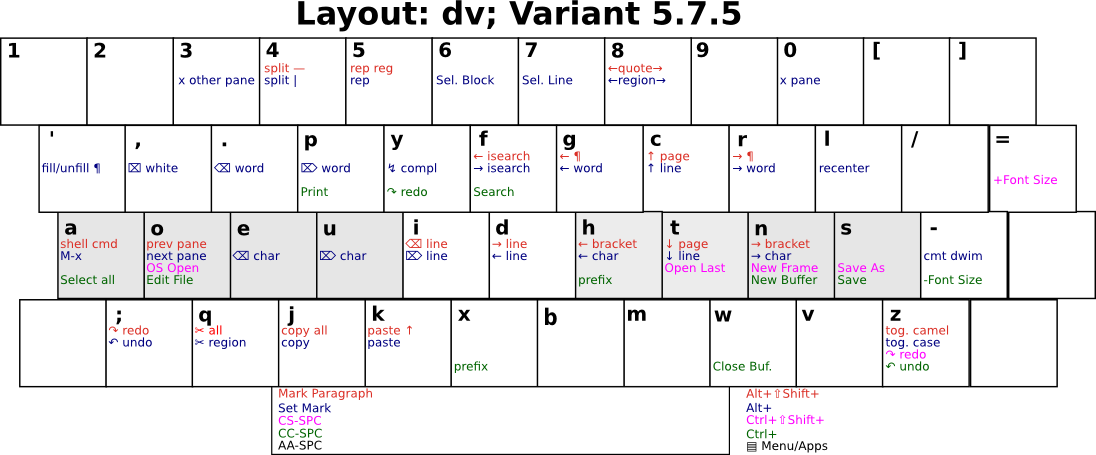 Layout: dv; Variant 5.7.5
1
2
3
x other pane
4
split —
split |
5
rep reg
rep
6
Sel. Block
7
Sel. Line
8
←quote→
←region→
9
0
x pane
[
]
'
fill/unfill ¶
,
⌧ white
.
⌫ word
p
⌦ word
Print
y
↯ compl
↷ redo
f
← isearch
→ isearch
Search
g
← ¶
← word
c
↑ page
↑ line
r
→ ¶
→ word
l
recenter
/
=
+Font Size
a
shell cmd
M-x
Select all
o
prev pane
next pane
OS Open
Edit File
e
⌫ char
u
⌦ char
i
⌫ line
⌦ line
d
→ line
← line
h
← bracket
← char
prefix
t
↓ page
↓ line
Open Last
n
→ bracket
→ char
New Frame
New Buffer
s
Save As
Save
-
cmt dwim
-Font Size
;
↷ redo
↶ undo
q
✂ all
✂ region
j
copy all
copy
k
paste ↑
paste
x
prefix
b
m
w
Close Buf.
v
z
tog. camel
tog. case
↷ redo
↶ undo
Mark Paragraph
Set Mark
CS-SPC
CC-SPC
AA-SPC
Alt+⇧Shift+
Alt+
Ctrl+⇧Shift+
Ctrl+
▤ Menu/Apps